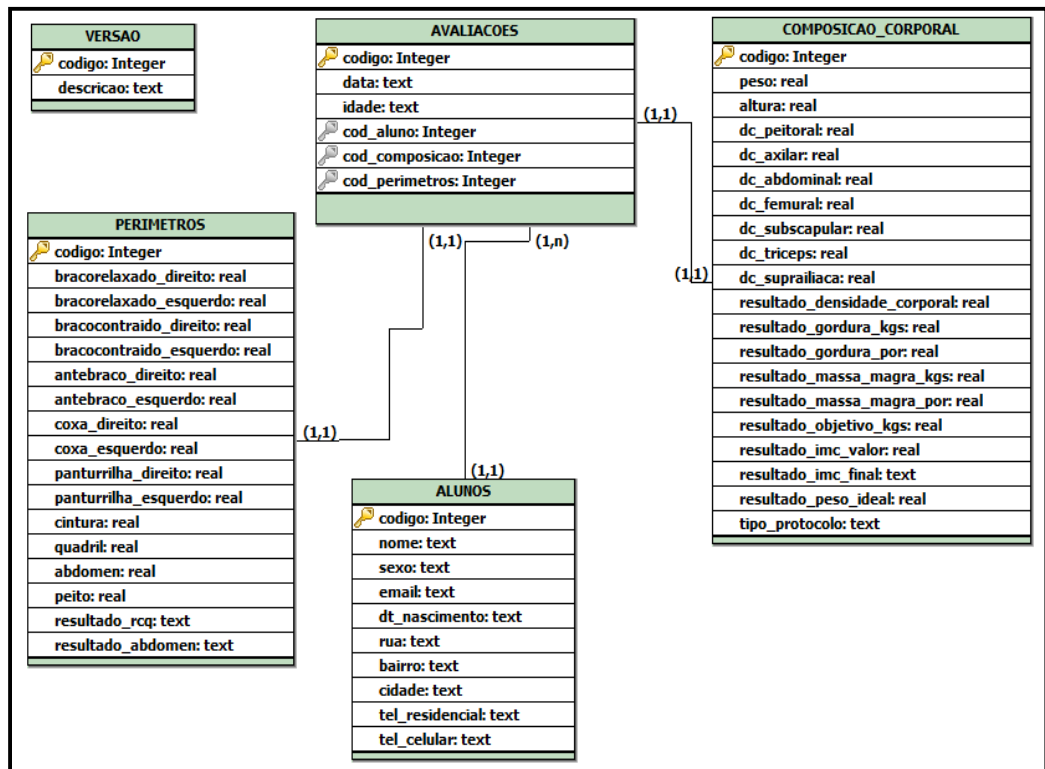 VERSAO
codigo: Integer
descricao: text
AVALIACOES
codigo: Integer
data: text
idade: text
cod_aluno: Integer
cod_composicao: Integer
cod_perimetros: Integer
(1,1)
(1,n)
(1,1)
COMPOSICAO_CORPORAL
codigo: Integer
peso: real
altura: real
dc_peitoral: real
dc_axilar: real
dc_abdominal: real
dc_femural: real
dc_subscapular: real
dc_triceps: real
dc_suprailiaca: real
resultado_densidade_corporal: real
resultado_gordura_kgs: real
resultado_gordura_por: real
resultado_massa_magra_kgs: real
resultado_massa_magra_por: real
resultado_objetivo_kgs: real
resultado_imc_valor: real
resultado_imc_final: text
resultado_peso_ideal: real
tipo_protocolo: text
(1,1)
PERIMETROS
codigo: Integer
bracorelaxado_direito: real
bracorelaxado_esquerdo: real
bracocontraido_direito: real
bracocontraido_esquerdo: real
antebraco_direito: real
antebraco_esquerdo: real
coxa_direito: real
coxa_esquerdo: real
panturrilha_direito: real
panturrilha_esquerdo: real
cintura: real
quadril: real
abdomen: real
peito: real
resultado_rcq: text
resultado_abdomen: text
(1,1)
(1,1)
ALUNOS
codigo: Integer
nome: text
sexo: text
email: text
dt_nascimento: text
rua: text
bairro: text
cidade: text
tel_residencial: text
tel_celular: text